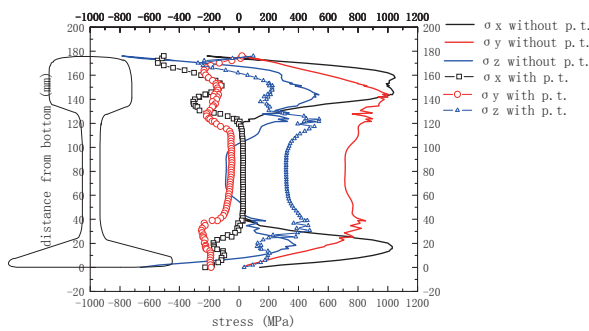 -1000 -800 -600 -400 -200 0 200 400 600 800 1000 1200
200 200
180 180
160 160
140 140
120 120
100 100
80 80
60 60
40 40
20 20
0 0
-20 -20
-1000 -800 -600 -400 -200 0 200 400 600 800 1000 1200
distance from bottom (mm)
stress (MPa)
σ x without p.t.
σ y without p.t.
σ z without p.t.
σ x with p.t.
σ y with p.t.
σ z with p.t.